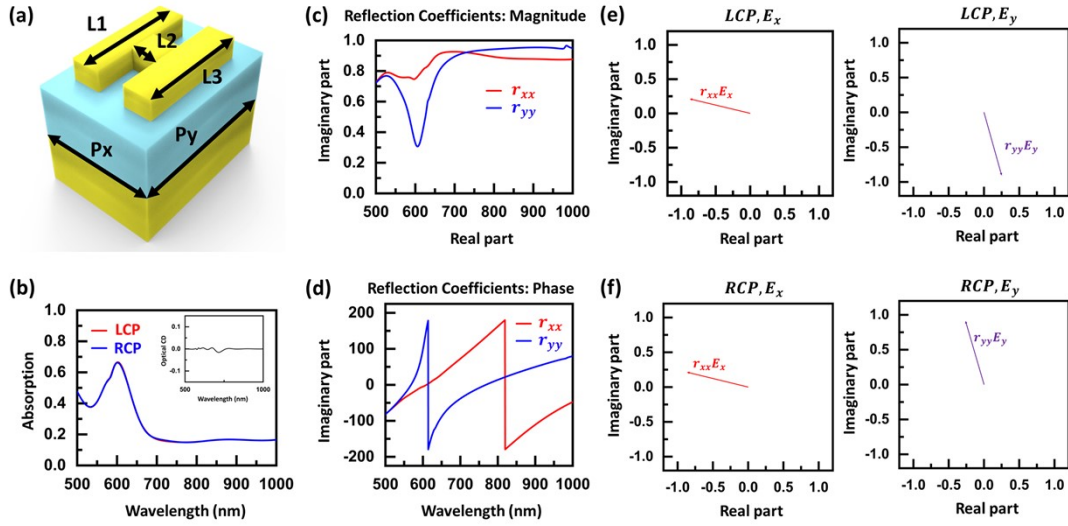 (a)
L1
L2
L3
Px
Py
(b)
1.0
0.8
0.6
0.4
0.2
0.0
Absorption
LCP
RCP
0.1
0.0
-0.1
Optical CD
500
1000
Wavelength (nm)
500 600 700 800 900 1000
Wavelength (nm)
(c) Reflection Coefficients: Magnitude
1.0
0.8
0.6
0.4
0.2
0.0
Imaginary part
r_xx
r_yy
500 600 700 800 900 1000
Real part
(d) Reflection Coefficients: Phase
200
100
0
-100
-200
Imaginary part
r_xx
r_yy
500 600 700 800 900 1000
Wavelength (nm)
(e)
LCP, E_x
1.0
0.5
0.0
-0.5
-1.0
Imaginary part
r_xx E_x
-1.0 -0.5 0.0 0.5 1.0
Real part
LCP, E_y
1.0
0.5
0.0
-0.5
-1.0
Imaginary part
r_yy E_y
-1.0 -0.5 0.0 0.5 1.0
Real part
(f)
RCP, E_x
1.0
0.5
0.0
-0.5
-1.0
Imaginary part
r_xx E_x
-1.0 -0.5 0.0 0.5 1.0
Real part
RCP, E_y
1.0
0.5
0.0
-0.5
-1.0
Imaginary part
r_yy E_y
-1.0 -0.5 0.0 0.5 1.0
Real part